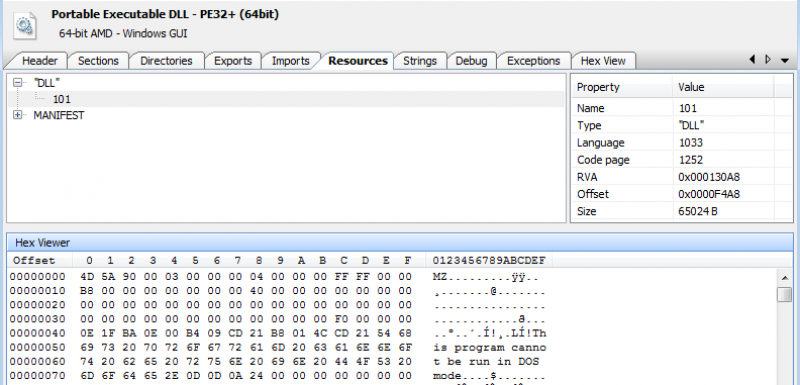 Portable Executable DLL - PE32+ (64bit)
64-bit AMD - Windows GUI
Header Sections Directories Exports Imports Resources Strings Debug Exceptions Hex View
"DLL"
101
MANIFEST
Property Value
Name 101
Type "DLL"
Language 1033
Code page 1252
RVA 0x000130A8
Offset 0x0000F4A8
Size 65024 B
Hex Viewer
Offset 0 1 2 3 4 5 6 7 8 9 A B C D E F 0123456789ABCDEF
00000000 4D 5A 90 00 03 00 00 00 04 00 00 00 FF FF 00 00 MZ.........ÿÿ..
00000010 B8 00 00 00 00 00 00 00 40 00 00 00 00 00 00 00 ¸.......@.......
00000020 00 00 00 00 00 00 00 00 00 00 00 00 00 00 00 00 ................
00000030 00 00 00 00 00 00 00 00 00 00 00 00 F0 00 00 00 ............ð...
00000040 0E 1F BA 0E 00 B4 09 CD 21 B8 01 4C CD 21 54 68 ..º..´.Í!¸.LÍ!Th
00000050 69 73 20 70 72 6F 67 72 61 6D 20 63 61 6E 6E 6F is program canno
00000060 74 20 62 65 20 72 75 6E 20 69 6E 20 44 4F 53 20 t be run in DOS
00000070 6D 6F 64 65 2E 0D 0D 0A 24 00 00 00 00 00 00 00 mode....$.......